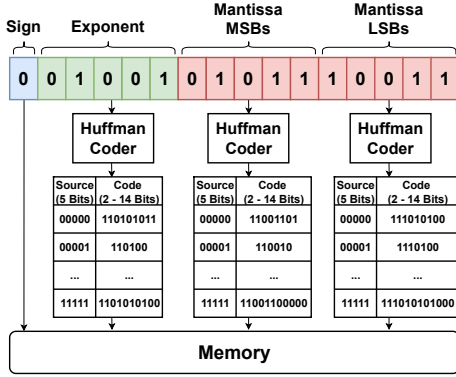 Sign Exponent Mantissa MSBs Mantissa LSBs
0 0 1 0 0 1 0 1 0 1 1 1 0 0 1 1
Huffman Coder Huffman Coder Huffman Coder
Source (5 Bits) Code (2 - 14 Bits) Source (5 Bits) Code (2 - 14 Bits) Source (5 Bits) Code (2 - 14 Bits)
00000 110101011 00000 11001101 00000 111010100
00001 110100 00001 110010 00001 1110100
... ... ... ... ... ...
11111 1101010100 11111 11001100000 11111 111010101000
Memory